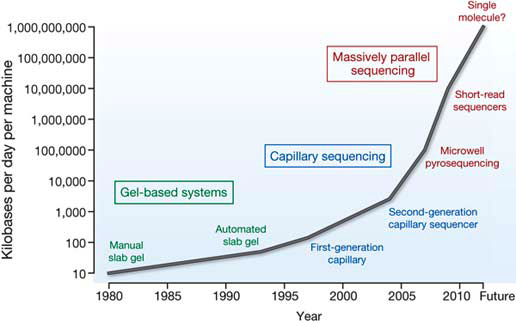 Kilobases per day per machine
1,000,000,000
100,000,000
10,000,000
1,000,000
100,0000
10,000
1,000
100
10
Single
molecule?
Massively parallel
sequencing
Short-read
sequencers
Microwell
pyrosequencing
Capillary sequencing
Gel-based systems
Second-generation
capillary sequencer
Automated
slab gel
First-generation
capillary
Manual
slab gel
1980 1985 1990 1995 2000 2005 2010 Future
Year